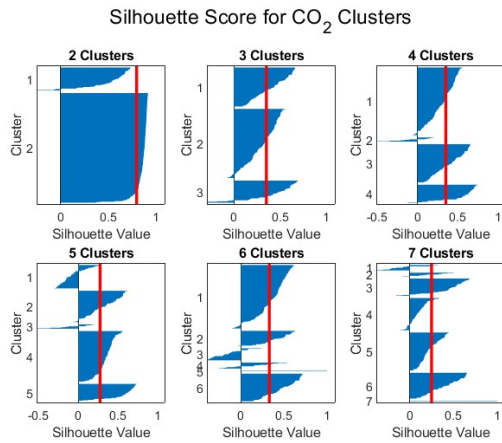 Silhouette Score for CO2 Clusters
2 Clusters
Cluster
1
2
0 0.5 1
Silhouette Value
3 Clusters
Cluster
1
2
3
0 0.5 1
Silhouette Value
4 Clusters
Cluster
1
2
3
4
-0.5 0 0.5 1
Silhouette Value
5 Clusters
Cluster
1
2
3
4
5
-0.5 0 0.5 1
Silhouette Value
6 Clusters
Cluster
1
2
3
4
5
6
0 0.5 1
Silhouette Value
7 Clusters
Cluster
1
2
3
4
5
6
7
0 0.5 1
Silhouette Value